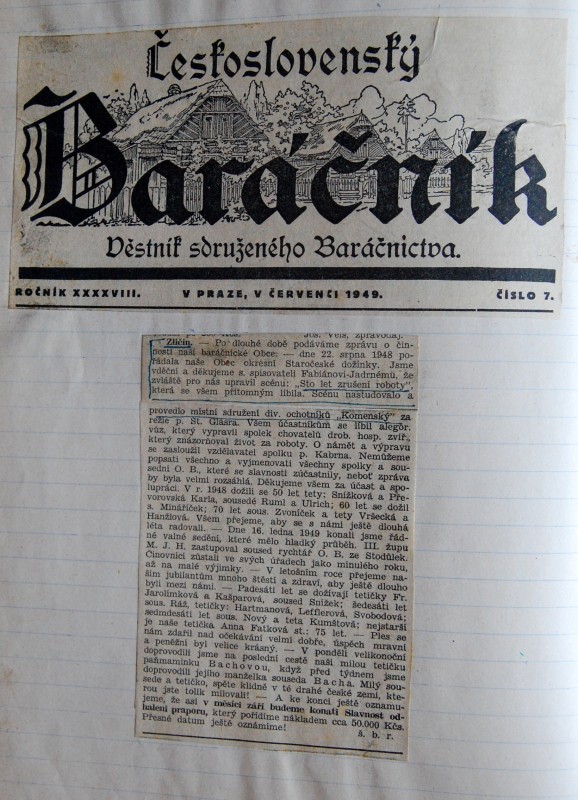 Československý
Baráčník
Věstník sdruženého Baráčnictva.
ROČNÍK XXXXVIII. V PRAZE, V ČERVENCI 1949. ČÍSLO 7.
Jos. Veis, zpravodaj.
Zličín. — Po dlouhé době podáváme zprávu o čin-
nosti naší baráčnické Obce. — dne 22. srpna 1948 po-
řádala naše Obec okresní Staročeské dožínky. Jsme
vděční a děkujeme s. spisovateli Fabiánovi-Jadrnému, že
zvláště pro nás upravil scénu: „Sto let zrušení roboty",
která se všem přítomným líbila. Scénu nastudovalo a
provedlo místní sdružení div. ochotníků „Komenský" za
režie p. St. Glásra. Všem účastníkům se líbil alegor.
vůz, který vypravil spolek chovatelů drob. hosp. zvíř.,
který znázorňoval život za roboty. O námět a výpravu
se zasloužil vzdělavatel spolku p. Kabrna. Nemůžeme
popsati všechno a vyjmenovati všechny spolky a sou-
sední O. B., které se slavnosti zúčastnily, neboť zpráva
by byla velmi rozsáhlá. Děkujeme všem za účast a spo-
lupráci. V r. 1948 dožili se 50 let tety: Snížková a Pře-
vorovská Karla, sousedé Ruml a Ulrich; 60 let se dožil
s. Minářiček; 70 let sous. Zvoníček a tety Vršecká a
Hanžlová. Všem přejeme, aby se s námi ještě dlouhá
léta radovali. — Dne 16. ledna 1949 konali jsme řád-
né valné sedění, které mělo hladký průběh. III. župu
M. J. H. zastupoval soused rychtář O. B. ze Stodůlek.
Činovníci zůstali ve svých úřadech jako minulého roku,
až na malé výjimky. — V letošním roce přejeme na-
šim jubilantům mnoho štěstí a zdraví, aby ještě dlouho
byli mezi námi. — Padesáti let se dožívají tetičky Fr.
Jarolímková a Kašparová, soused Snížek; šedesáti let
sous. Ráž, tetičky: Hartmanová, Lefflerová, Svobodová;
sedmdesáti let sous. Nový a teta Kumštová; nejstarší
je naše tetička Anna Fatková st.: 75 let. — Ples se
nám zdařil nad očekávání velmi dobře, úspěch mravní
a peněžní byl velice krásný. — V pondělí velikonoční
doprovodili jsme na poslední cestě naši milou tetičku
paňmaminku Bachovou, když před týdnem jsme
doprovodili jejího manžela souseda Bacha. Milý sou-
sede a tetičko, spěte klidně v té drahé české zemi, kte-
rou jste tolik milovali! — A ke konci ještě oznamu-
jeme, že asi v měsíci září budeme konati Slavnost od-
halení praporu, který pořídíme nákladem cca 50.000 Kčs.
Přesné datum ještě oznámíme!
š. b. r.